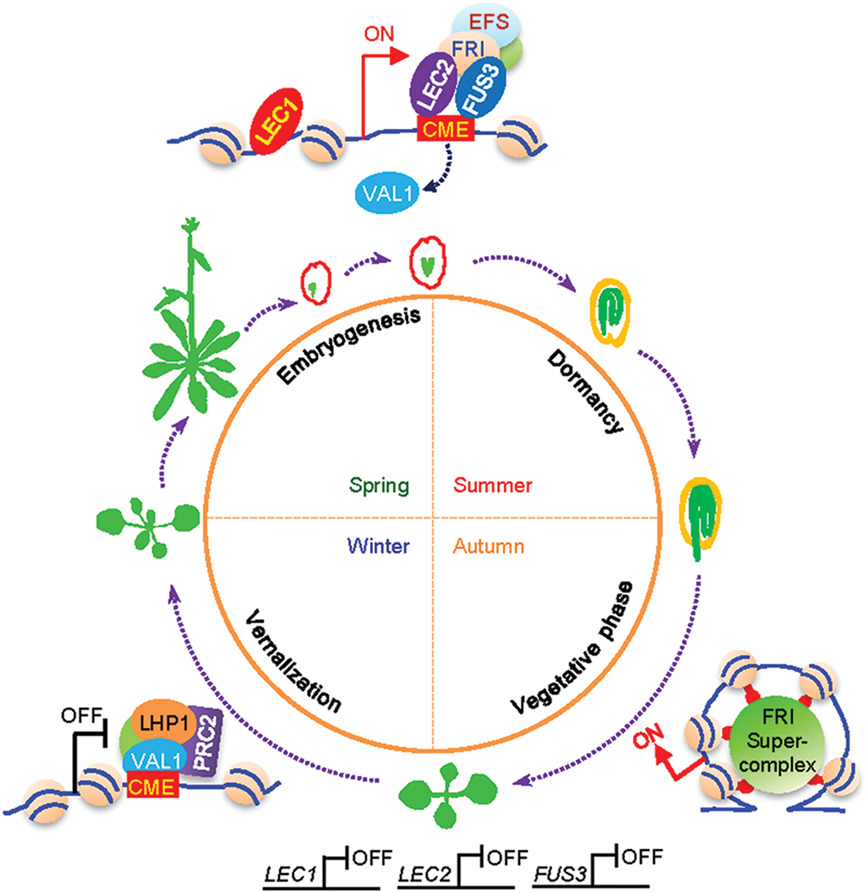 EFS
ON
FRI
LEC2
FUS3
LEC1
CME
VAL1
Embryogenesis
Dormancy
Spring
Summer
Winter
Autumn
Vernalization
Vegetative phase
OFF
LHP1
PRC2
VAL1
CME
ON
FRI
Super-
complex
LEC1 OFF LEC2 OFF FUS3 OFF